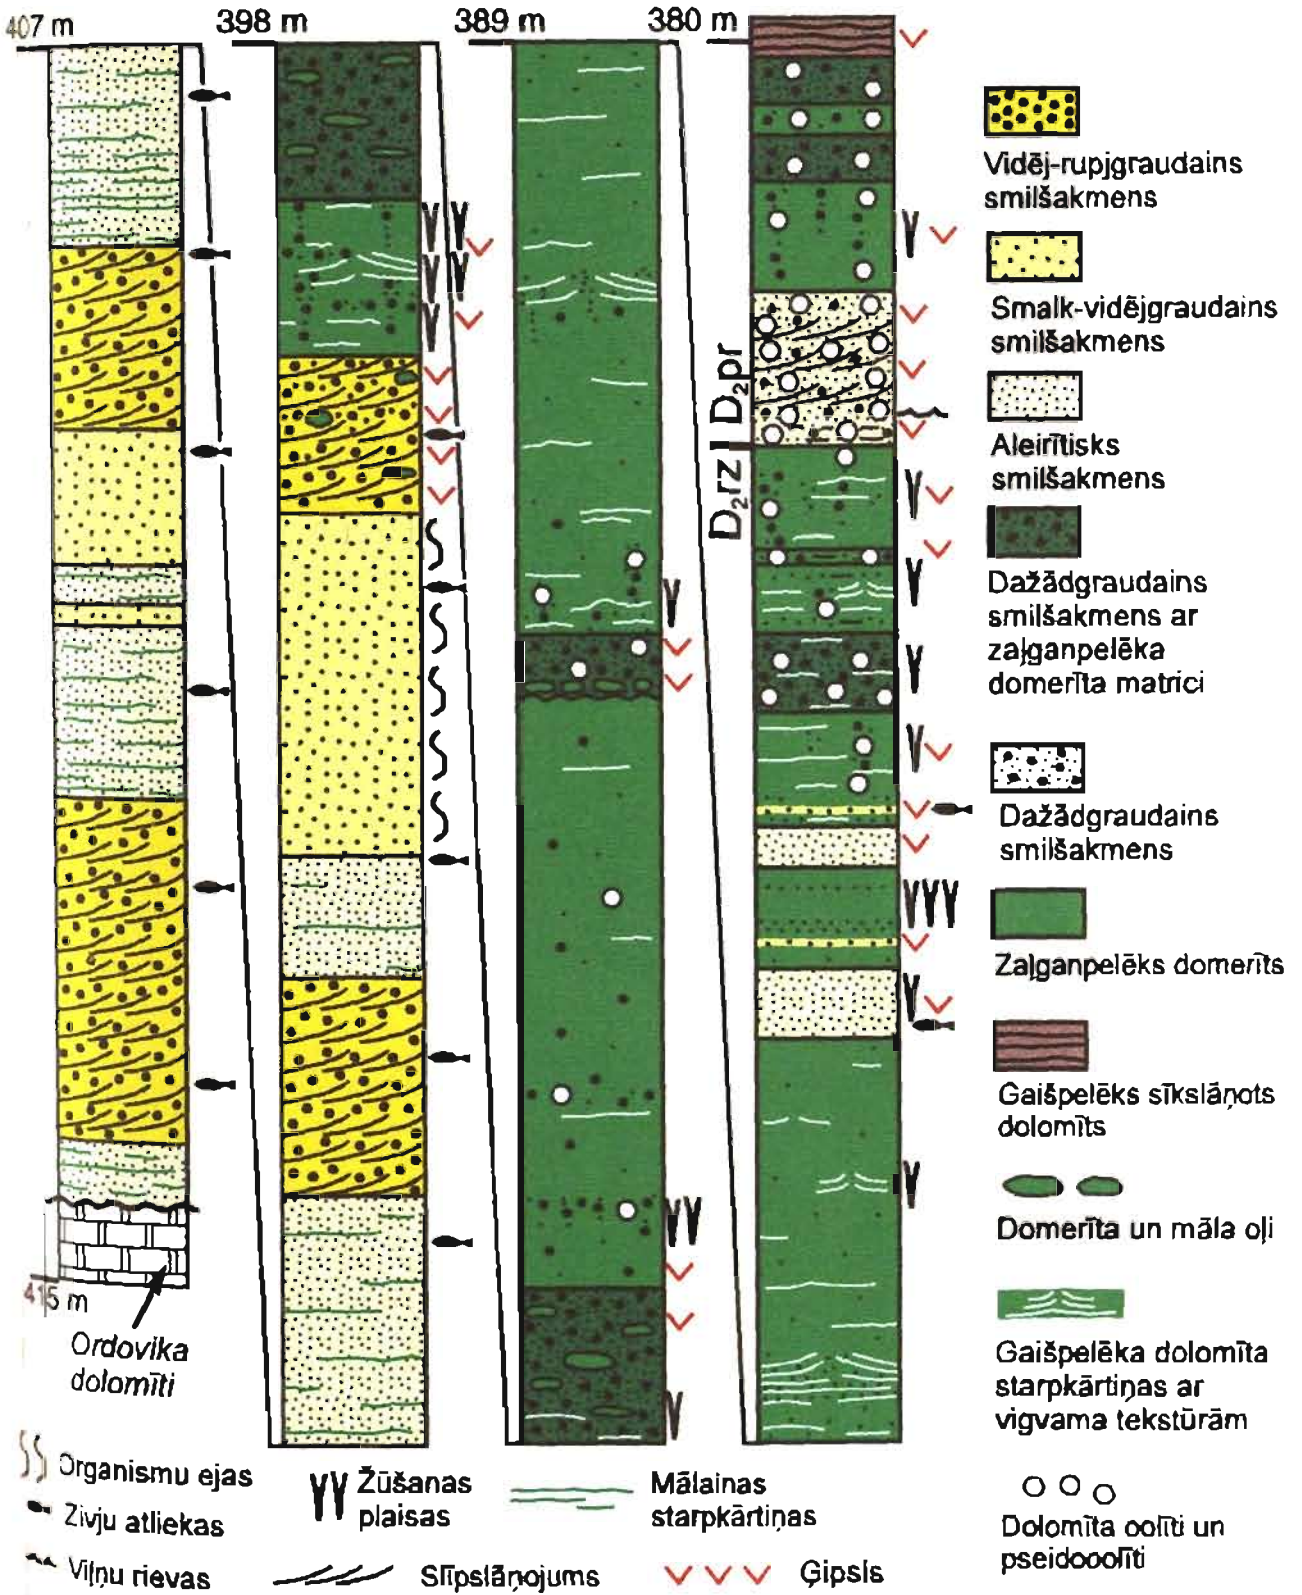 407 m
398 m
389 m
380 m
D₂pr
D₂rz
415 m
Ordovika
dolomīti
Vidēj-rupjgraudains
smilšakmens
Smalk-vidējgraudains
smilšakmens
Aleirītisks
smilšakmens
Dažādgraudains
smilšakmens ar
zaļganpelēka
domerīta matrici
Dažādgraudains
smilšakmens
Zaļganpelēks domerīts
Gaišpelēks sīkslāņots
dolomīts
Domerīta un māla oļi
Gaišpelēka dolomīta
starpkārtiņas ar
vigvama tekstūrām
Dolomīta oolīti un
pseidooolīti
Organismu ejas
Zivju atliekas
Viļņu rievas
Žūšanas
plaisas
Slīpslāņojums
Mālainas
starpkārtiņas
Ģipsis